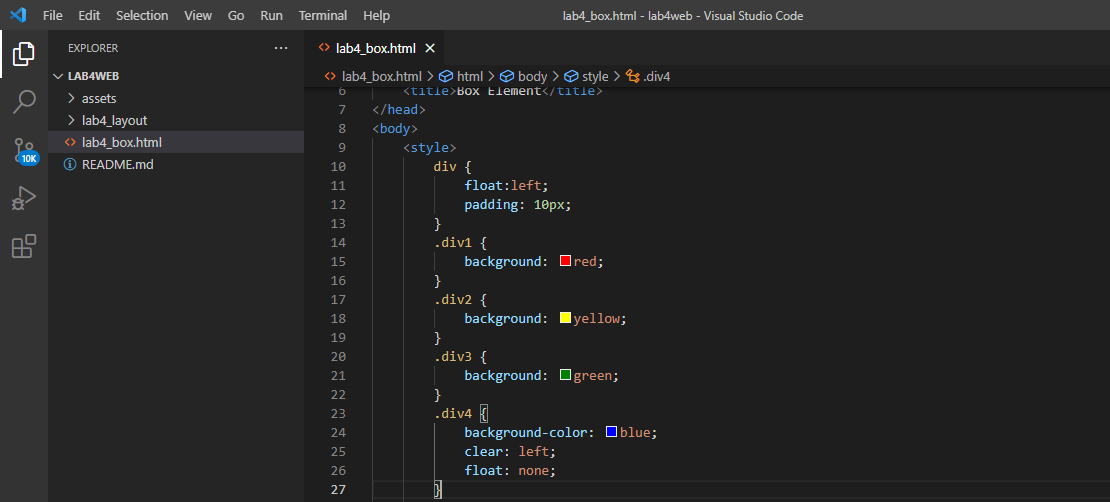 File Edit Selection View Go Run Terminal Help lab4_box.html - lab4web - Visual Studio Code
EXPLORER ···
LAB4WEB
assets
lab4_layout
lab4_box.html
README.md
10K
lab4_box.html ×
lab4_box.html > html > body > style > .div4
6 <title>Box Element</title>
7 </head>
8 <body>
9 <style>
10 div {
11 float:left;
12 padding: 10px;
13 }
14 .div1 {
15 background: red;
16 }
17 .div2 {
18 background: yellow;
19 }
20 .div3 {
21 background: green;
22 }
23 .div4 {
24 background-color: blue;
25 clear: left;
26 float: none;
27 }